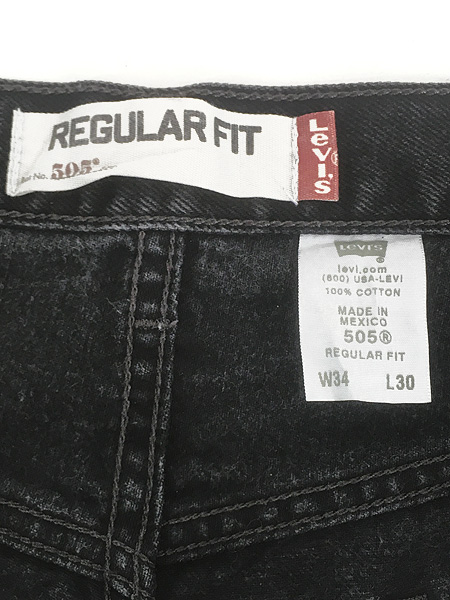 REGULAR FIT
No. 505®
Levi's®
Levi's
levi.com
(800) USA-LEVI
100% COTTON
MADE IN
MEXICO
505®
REGULAR FIT
W34 L30